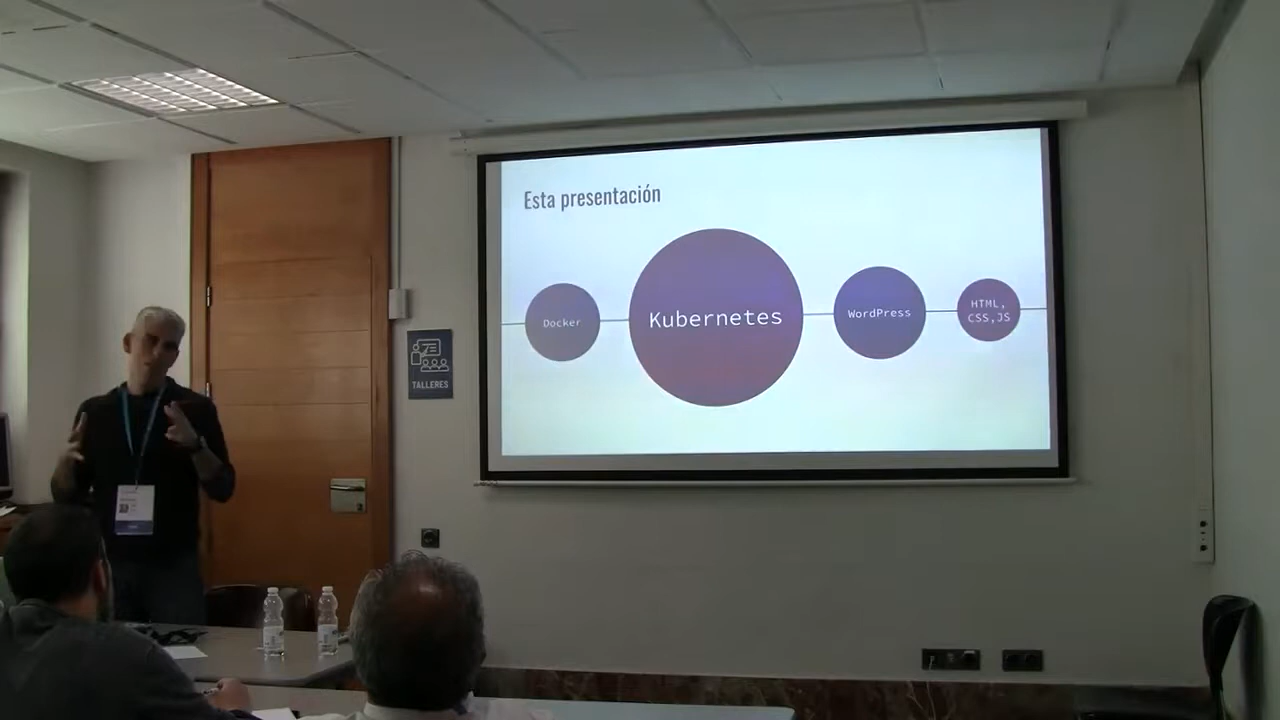 Esta presentación
Docker
Kubernetes
WordPress
HTML,
CSS,JS
TALLERES